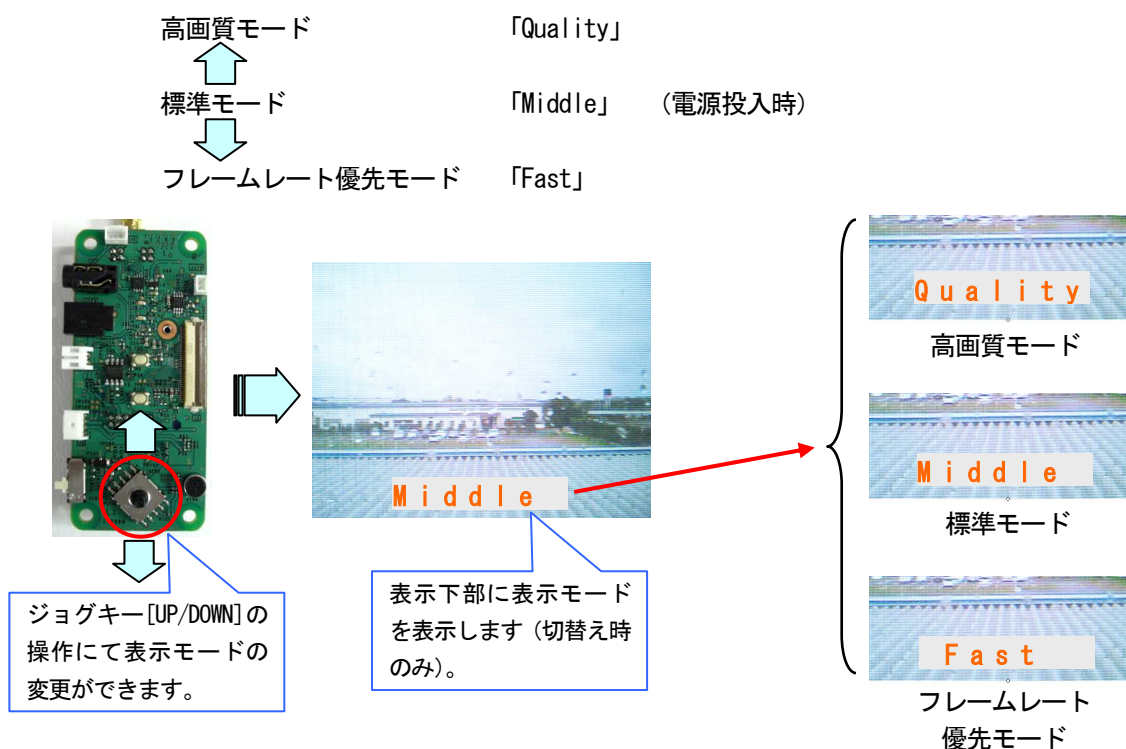 高画質モード 「Quality」
標準モード 「Middle」 (電源投入時)
フレームレート優先モード 「Fast」
Quality
高画質モード
Middle
標準モード
Middle
Fast
フレームレート
優先モード
ジョグキー[UP/DOWN]の
操作にて表示モードの
変更ができます。
表示下部に表示モード
を表示します（切替え時
のみ）。